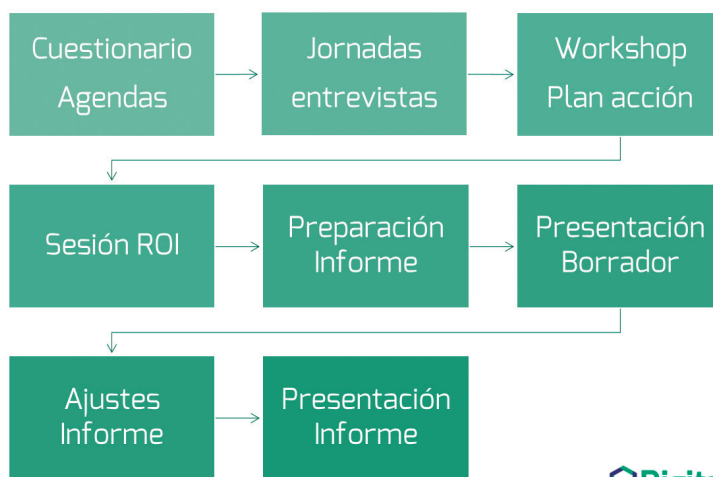 Cuestionario
Agendas
Jornadas
entrevistas
Workshop
Plan acción
Sesión ROI
Preparación
Informe
Presentación
Borrador
Ajustes
Informe
Presentación
Informe